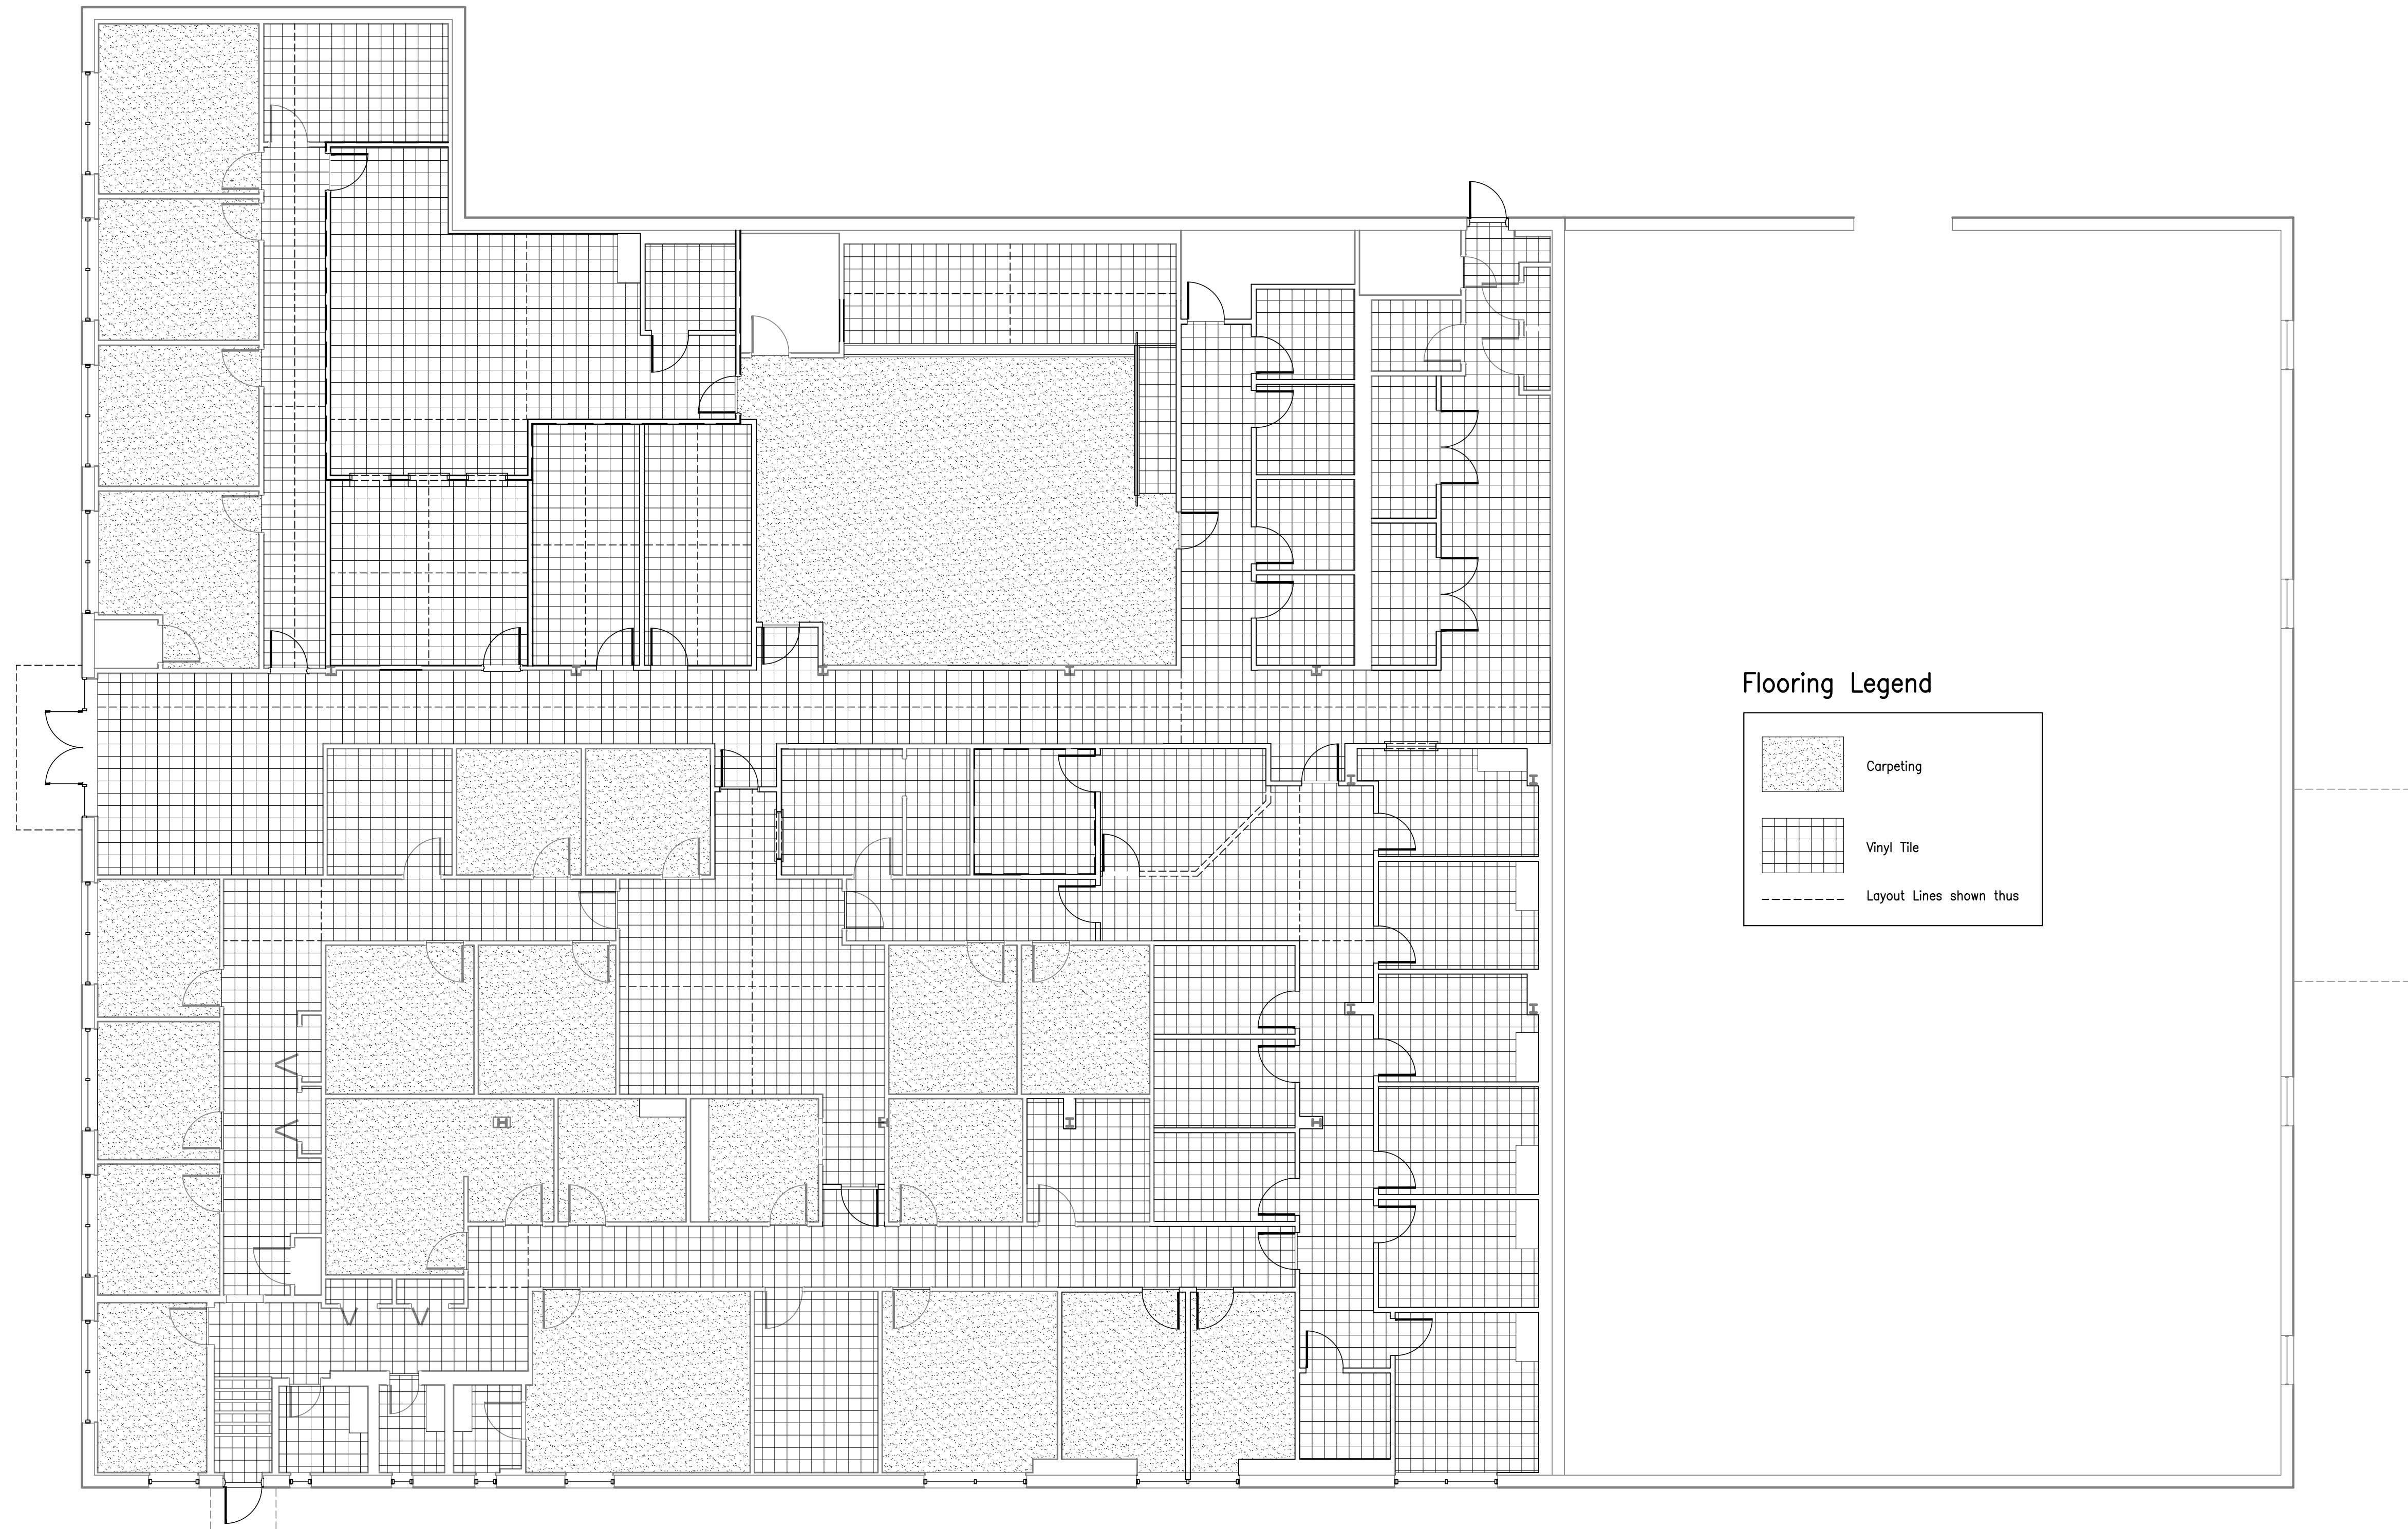 Flooring Legend
Carpeting
Vinyl Tile
Layout Lines shown thus